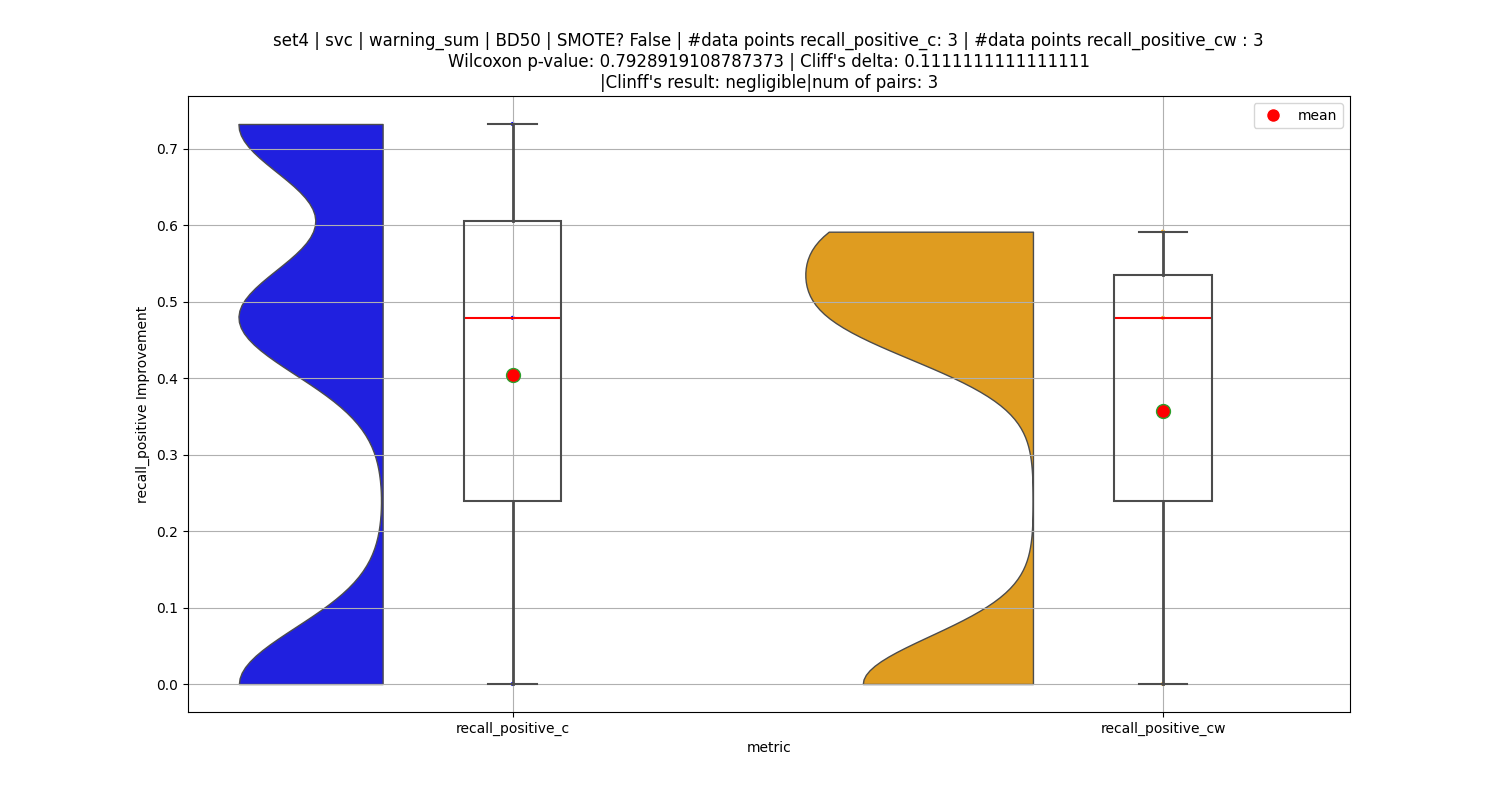 set4 | svc | warning_sum | BD50 | SMOTE? False | #data points recall_positive_c: 3 | #data points recall_positive_cw : 3
Wilcoxon p-value: 0.7928919108787373 | Cliff's delta: 0.1111111111111111
|Clinff's result: negligible|num of pairs: 3
mean
0.7
0.6
0.5
0.4
0.3
0.2
0.1
0.0
recall_positive Improvement
recall_positive_c
recall_positive_cw
metric